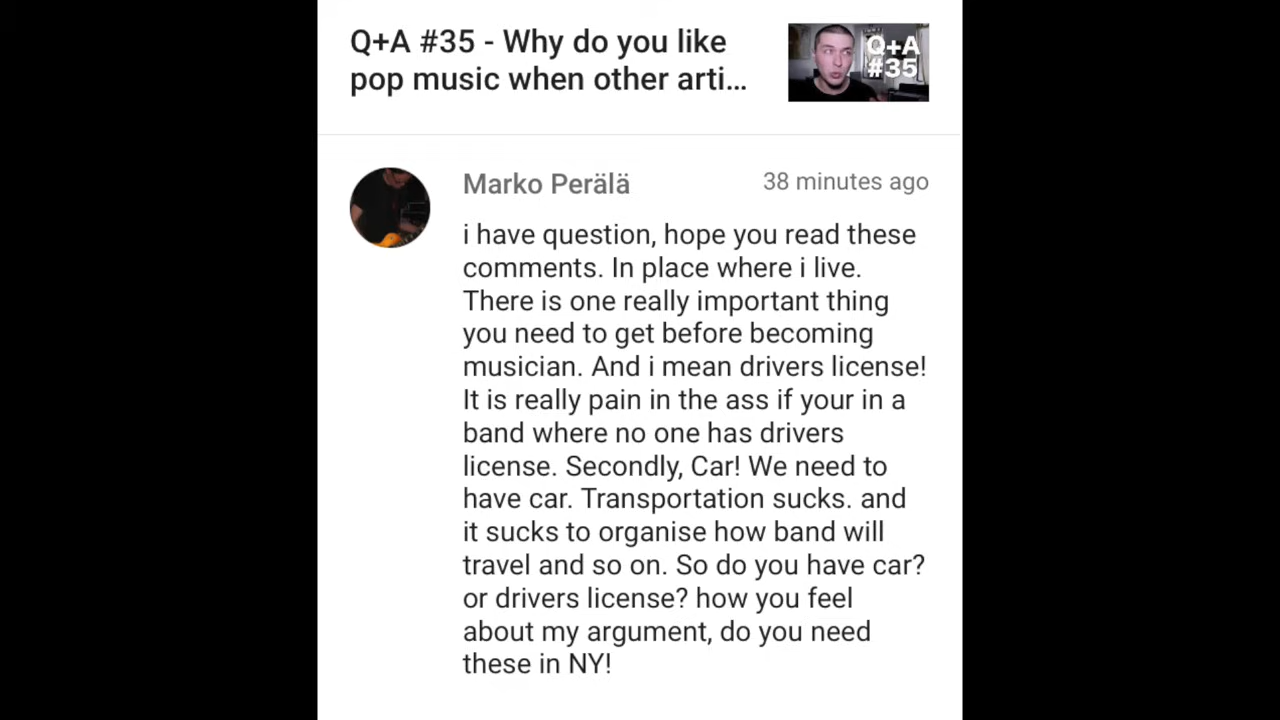 Q+A #35 - Why do you like
pop music when other arti...
Q+A
#35
Marko Perälä
38 minutes ago
i have question, hope you read these
comments. In place where i live.
There is one really important thing
you need to get before becoming
musician. And i mean drivers license!
It is really pain in the ass if your in a
band where no one has drivers
license. Secondly, Car! We need to
have car. Transportation sucks. and
it sucks to organise how band will
travel and so on. So do you have car?
or drivers license? how you feel
about my argument, do you need
these in NY!